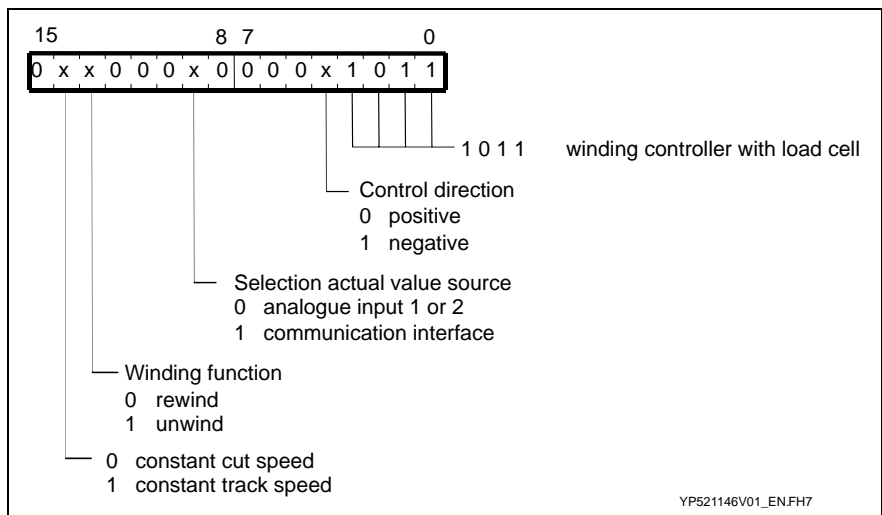 15 8 7 0
0 x x 0 0 0 x 0 0 0 0 x 1 0 1 1
1 0 1 1 winding controller with load cell
Control direction
0 positive
1 negative
Selection actual value source
0 analogue input 1 or 2
1 communication interface
Winding function
0 rewind
1 unwind
0 constant cut speed
1 constant track speed
YP521146V01_EN.FH7